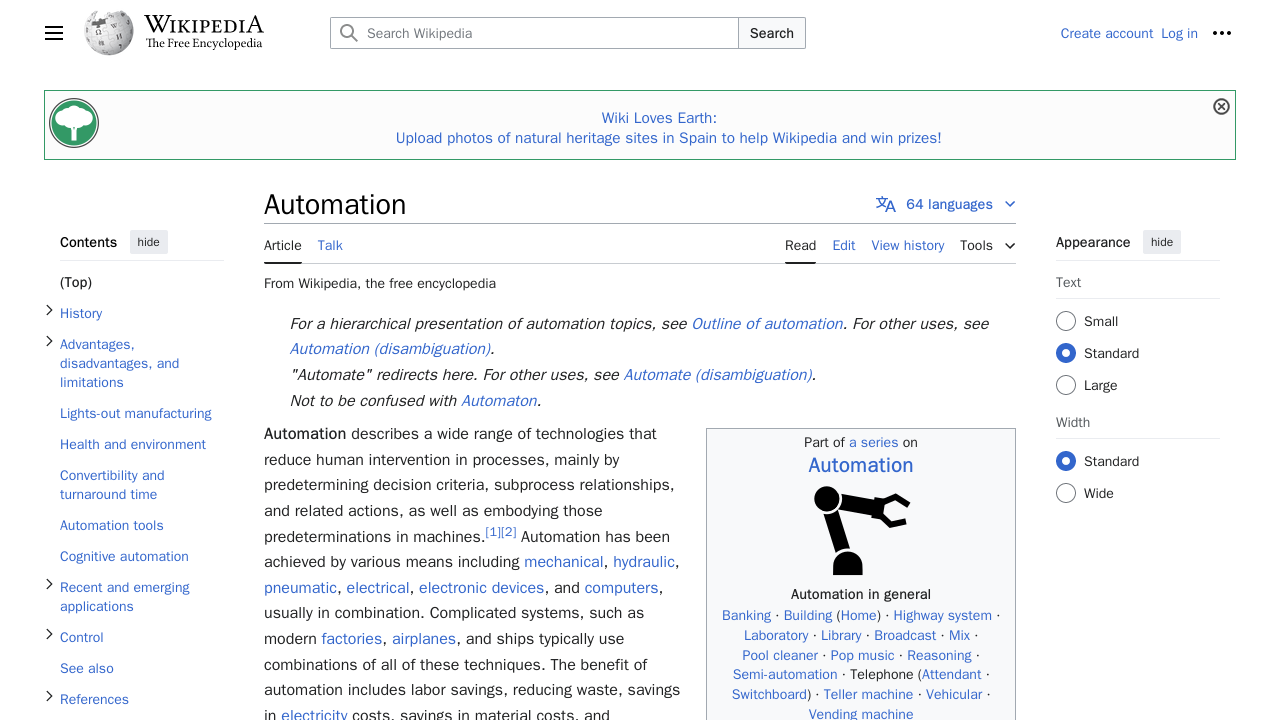 WIKIPEDIA
The Free Encyclopedia
Search Wikipedia
Search
Create account Log in
Wiki Loves Earth:
Upload photos of natural heritage sites in Spain to help Wikipedia and win prizes!
Contents hide
(Top)
History
Advantages,
disadvantages, and
limitations
Lights-out manufacturing
Health and environment
Convertibility and
turnaround time
Automation tools
Cognitive automation
Recent and emerging
applications
Control
See also
References
Automation
64 languages
Article Talk
Read Edit View history Tools
From Wikipedia, the free encyclopedia
For a hierarchical presentation of automation topics, see Outline of automation. For other uses, see
Automation (disambiguation).
"Automate" redirects here. For other uses, see Automate (disambiguation).
Not to be confused with Automaton.
Automation describes a wide range of technologies that
reduce human intervention in processes, mainly by
predetermining decision criteria, subprocess relationships,
and related actions, as well as embodying those
predeterminations in machines.[1][2] Automation has been
achieved by various means including mechanical, hydraulic,
pneumatic, electrical, electronic devices, and computers,
usually in combination. Complicated systems, such as
modern factories, airplanes, and ships typically use
combinations of all of these techniques. The benefit of
automation includes labor savings, reducing waste, savings
in electricity costs, savings in material costs, and
Part of a series on
Automation
Automation in general
Banking · Building (Home) · Highway system ·
Laboratory · Library · Broadcast · Mix ·
Pool cleaner · Pop music · Reasoning ·
Semi-automation · Telephone (Attendant ·
Switchboard) · Teller machine · Vehicular ·
Vending machine
Appearance hide
Text
Small
Standard
Large
Width
Standard
Wide